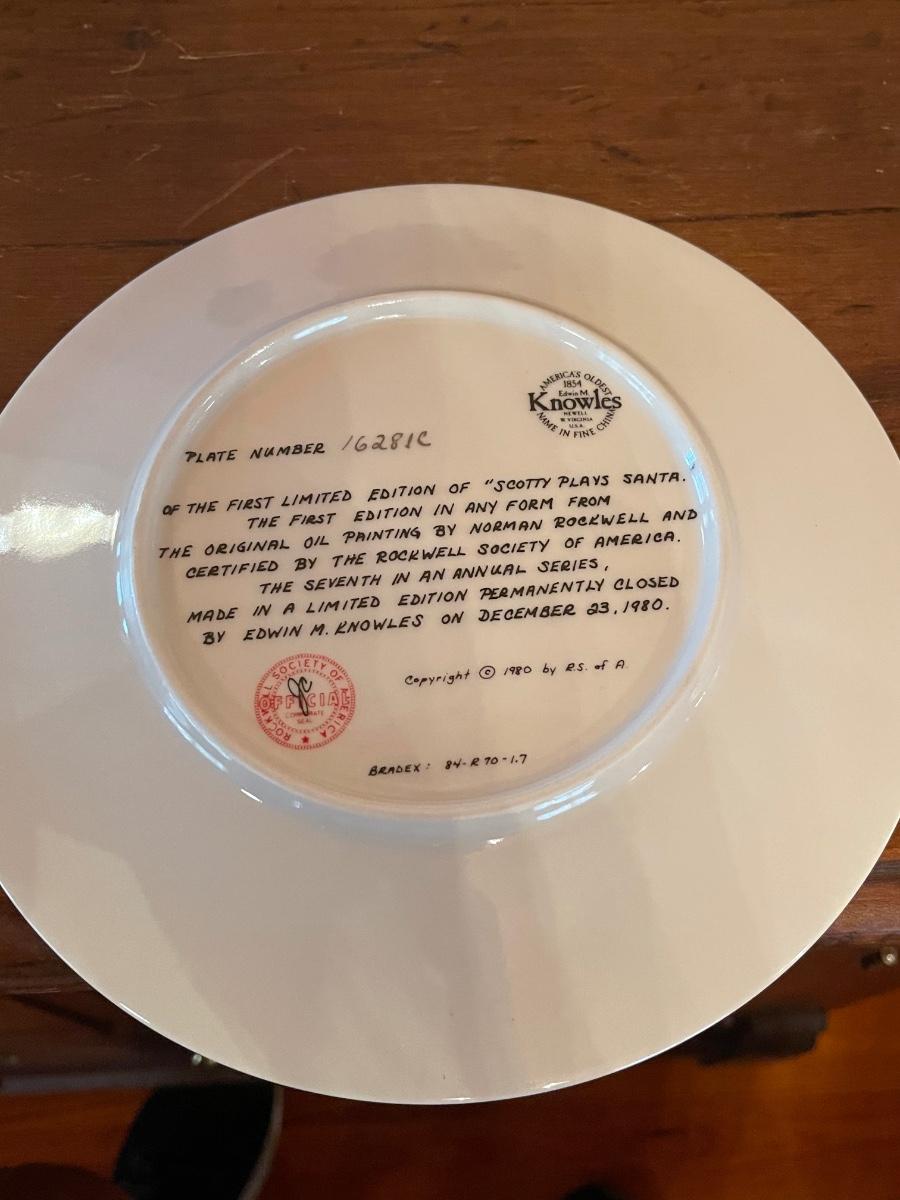 AMERICA'S OLDEST
1854
Edwin M.
Knowles
NEWELL
W. VIRGINIA
U.S.A.
NAME IN FINE CHINA
PLATE NUMBER 16281C
OF THE FIRST LIMITED EDITION OF "SCOTTY PLAYS SANTA.
THE FIRST EDITION IN ANY FORM FROM
THE ORIGINAL OIL PAINTING BY NORMAN ROCKWELL AND
CERTIFIED BY THE ROCKWELL SOCIETY OF AMERICA.
THE SEVENTH IN AN ANNUAL SERIES,
MADE IN A LIMITED EDITION PERMANENTLY CLOSED
BY EDWIN M. KNOWLES ON DECEMBER 23, 1980.
Copyright © 1980 by R.S. of A.
ROCKWELL SOCIETY OF AMERICA
OFFICIAL
CORPORATE
SEAL
BRADEX: 84-R70-1.7